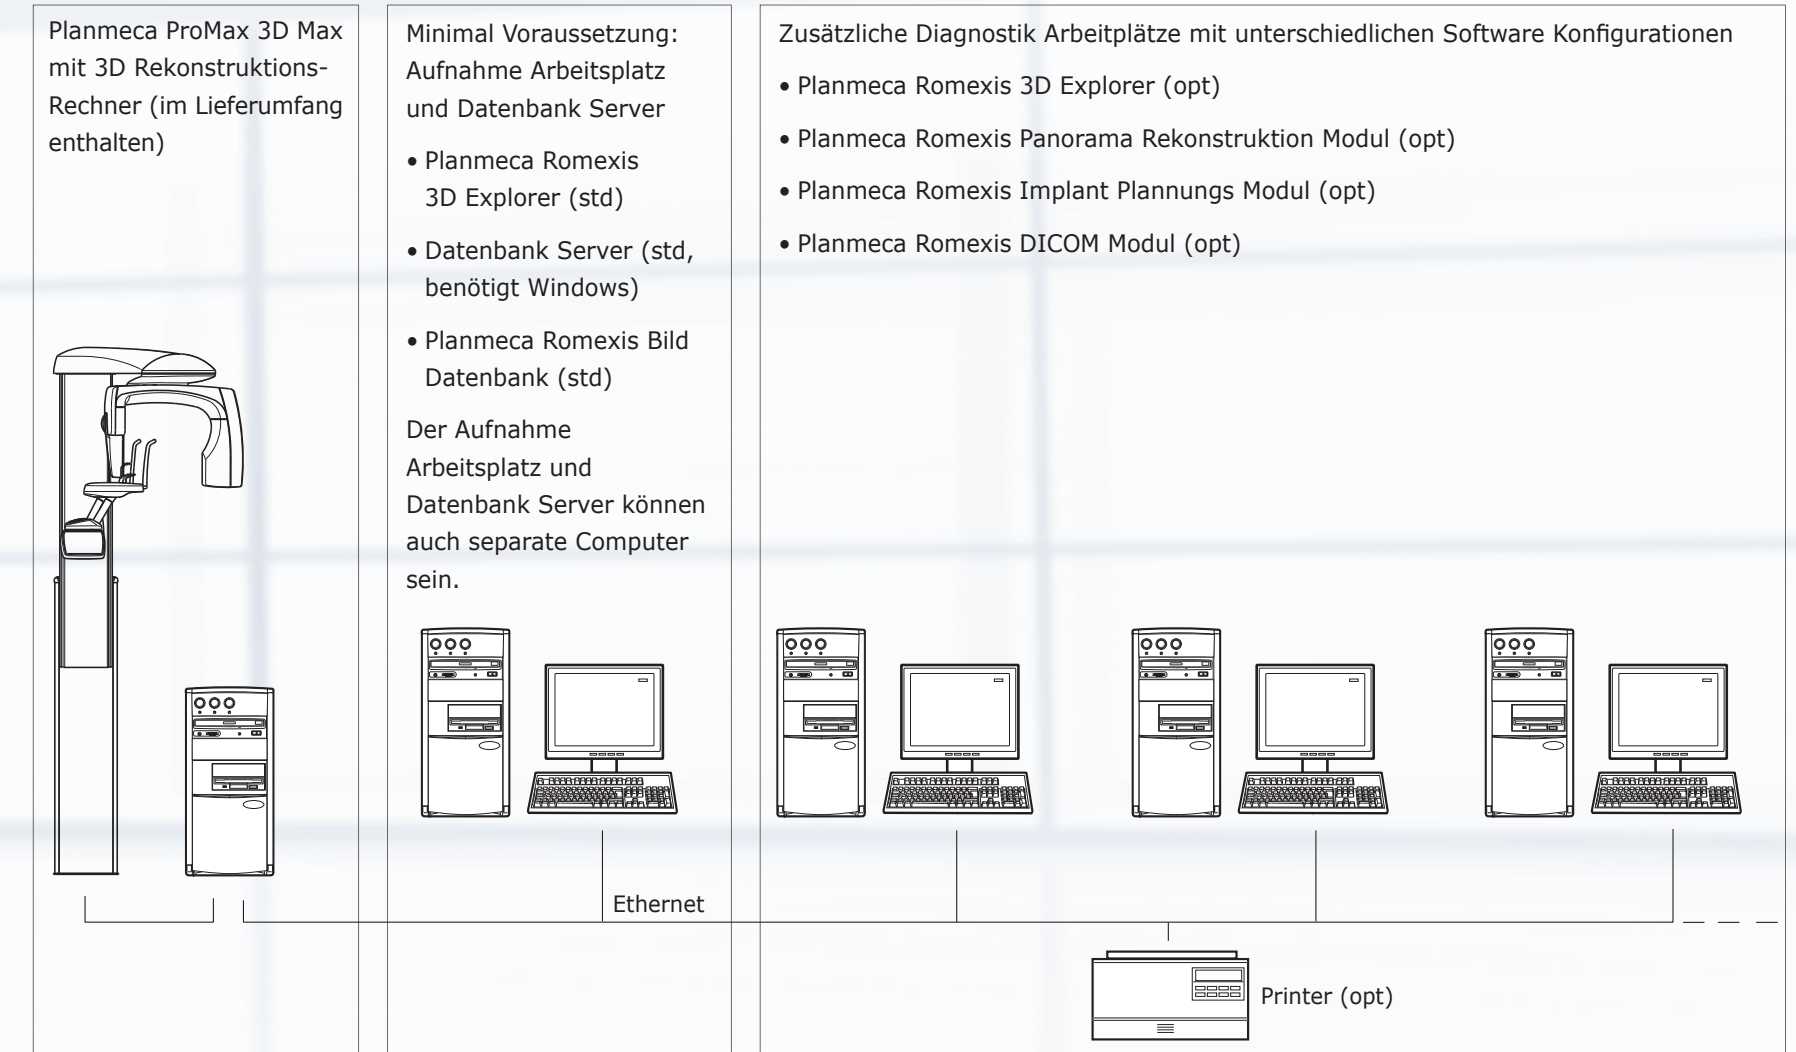 Planmeca ProMax 3D Max
mit 3D Rekonstruktions-
Rechner (im Lieferumfang
enthalten)
Minimal Voraussetzung:
Aufnahme Arbeitsplatz
und Datenbank Server
• Planmeca Romexis
3D Explorer (std)
• Datenbank Server (std,
benötigt Windows)
• Planmeca Romexis Bild
Datenbank (std)
Der Aufnahme
Arbeitsplatz und
Datenbank Server können
auch separate Computer
sein.
Zusätzliche Diagnostik Arbeitplätze mit unterschiedlichen Software Konfigurationen
• Planmeca Romexis 3D Explorer (opt)
• Planmeca Romexis Panorama Rekonstruktion Modul (opt)
• Planmeca Romexis Implant Plannungs Modul (opt)
• Planmeca Romexis DICOM Modul (opt)
Ethernet
Printer (opt)